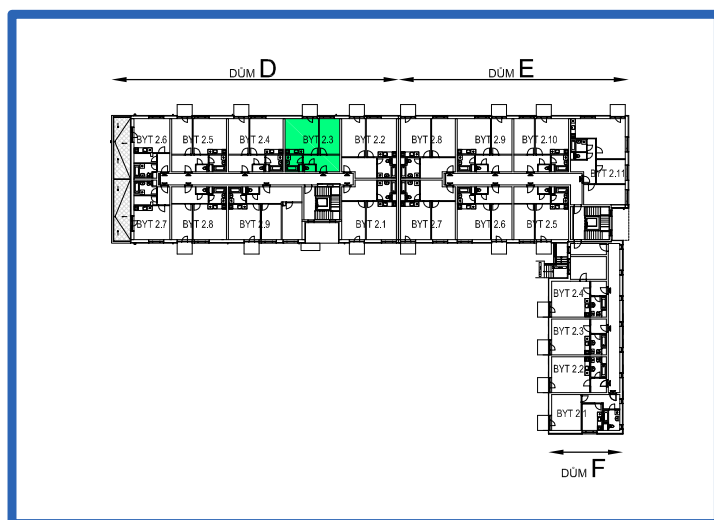 DŮM D DŮM E
BYT 2.6 BYT 2.5 BYT 2.4 BYT 2.3 BYT 2.2 BYT 2.8 BYT 2.9 BYT 2.10
BYT 2.11
BYT 2.7 BYT 2.8 BYT 2.9 BYT 2.1 BYT 2.7 BYT 2.6 BYT 2.5
BYT 2.4
BYT 2.3
BYT 2.2
BYT 2.1
DŮM F